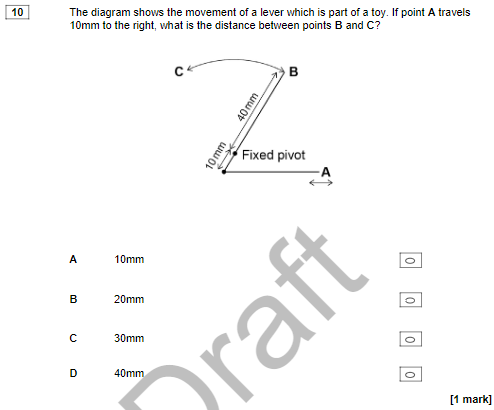 10
The diagram shows the movement of a lever which is part of a toy. If point A travels
10mm to the right, what is the distance between points B and C?
C
B
40mm
10mm
Fixed pivot
A
A 10mm
B 20mm
C 30mm
D 40mm
Draft
[1 mark]